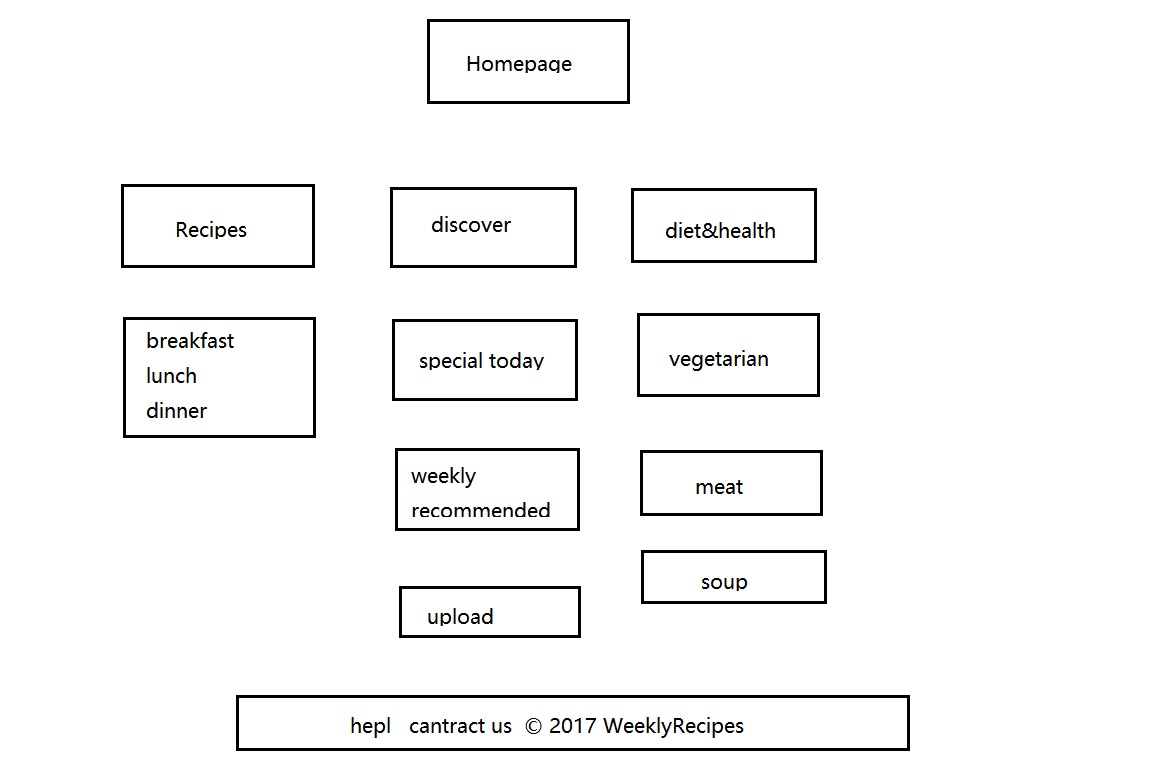 Homepage
Recipes
discover
diet&health
breakfast
lunch
dinner
special today
vegetarian
weekly
recommended
meat
soup
upload
hepl cantract us © 2017 WeeklyRecipes